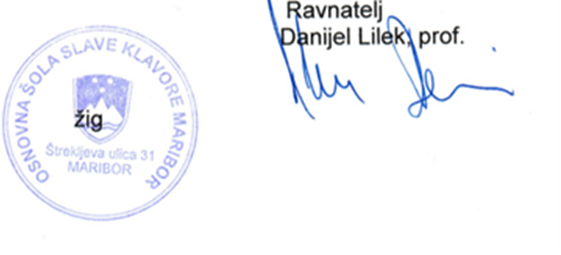 Ravnatelj
Danijel Lilek, prof.
OSNOVNA ŠOLA SLAVE KLAVORE MARIBOR
žig
Štrekljeva ulica 31
MARIBOR